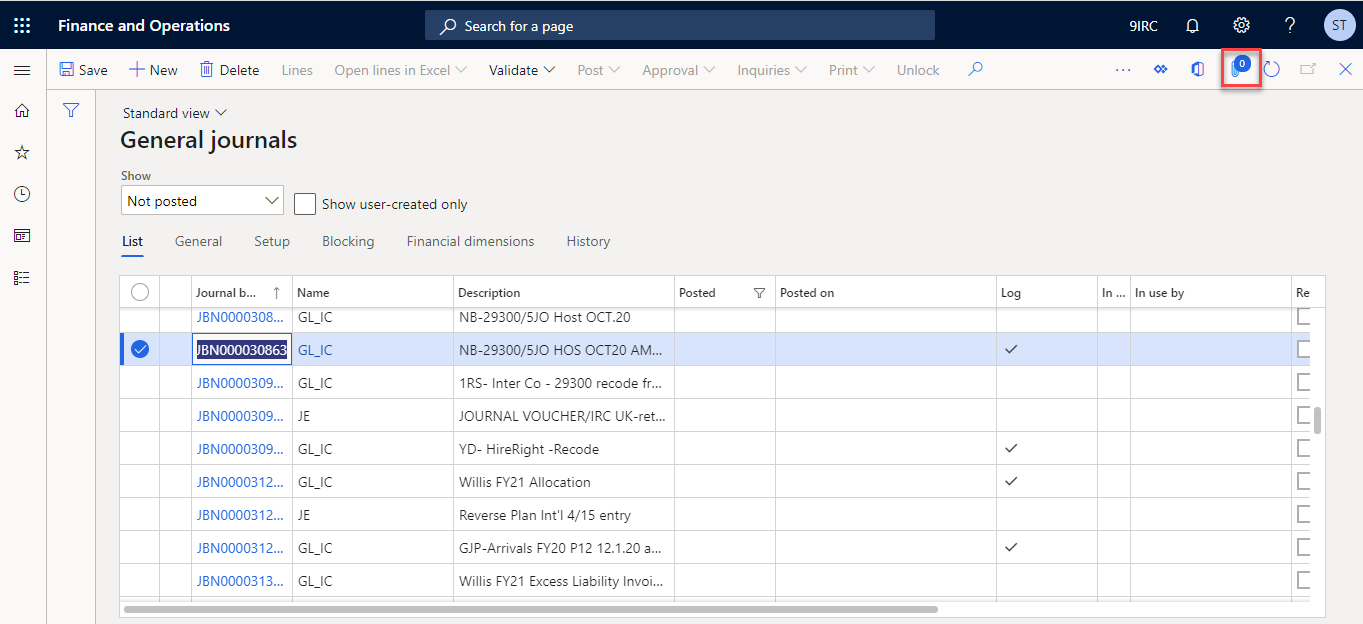 Finance and Operations
Search for a page
9IRC
?
ST
Save
New
Delete
Lines
Open lines in Excel
Validate
Post
Approval
Inquiries
Print
Unlock
...
0
Standard view
General journals
Show
Not posted
Show user-created only
List General Setup Blocking Financial dimensions History
Journal b... Name Description Posted Posted on Log In ... In use by Re
JBN0000308... GL_IC NB-29300/5JO Host OCT.20
JBN000030863 GL_IC NB-29300/5JO HOS OCT20 AM...
JBN0000309... GL_IC 1RS- Inter Co - 29300 recode fr...
JBN0000309... JE JOURNAL VOUCHER/IRC UK-ret...
JBN0000309... GL_IC YD- HireRight -Recode
JBN0000312... GL_IC Willis FY21 Allocation
JBN0000312... JE Reverse Plan Int'l 4/15 entry
JBN0000312... GL_IC GJP-Arrivals FY20 P12 12.1.20 a...
JBN0000313... GL_IC Willis FY21 Excess Liability Invoi...